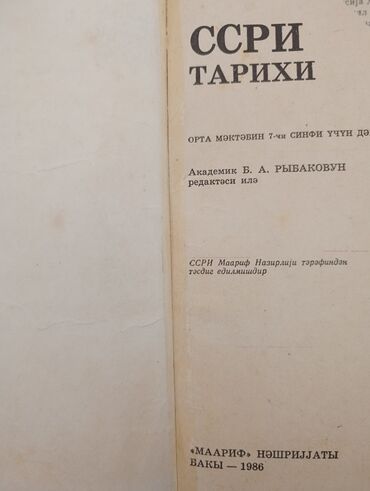 ССРИ
ТАРИХИ
ОРТА МӘКТӘБИН 7-чи СИНФИ ҮЧҮН ДӘ
Академик Б. А. РЫБАКОВУН
редактәси илә
ССРИ Маариф Назирлији тәрәфиндән
тәсдиг едилмишдир
«МААРИФ» НӘШРИЈЈАТЫ
БАКЫ — 1986